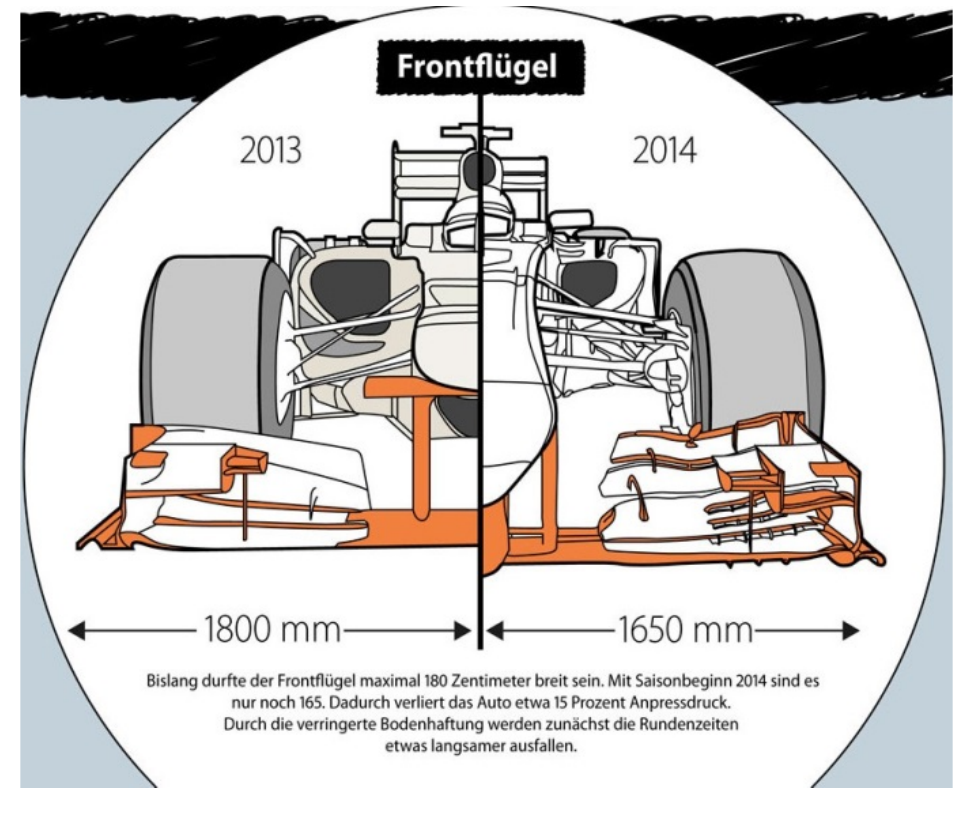 Frontflügel
2013
2014
1800 mm
1650 mm
Bislang durfte der Frontflügel maximal 180 Zentimeter breit sein. Mit Saisonbeginn 2014 sind es
nur noch 165. Dadurch verliert das Auto etwa 15 Prozent Anpressdruck.
Durch die verringerte Bodenhaftung werden zunächst die Rundenzeiten
etwas langsamer ausfallen.